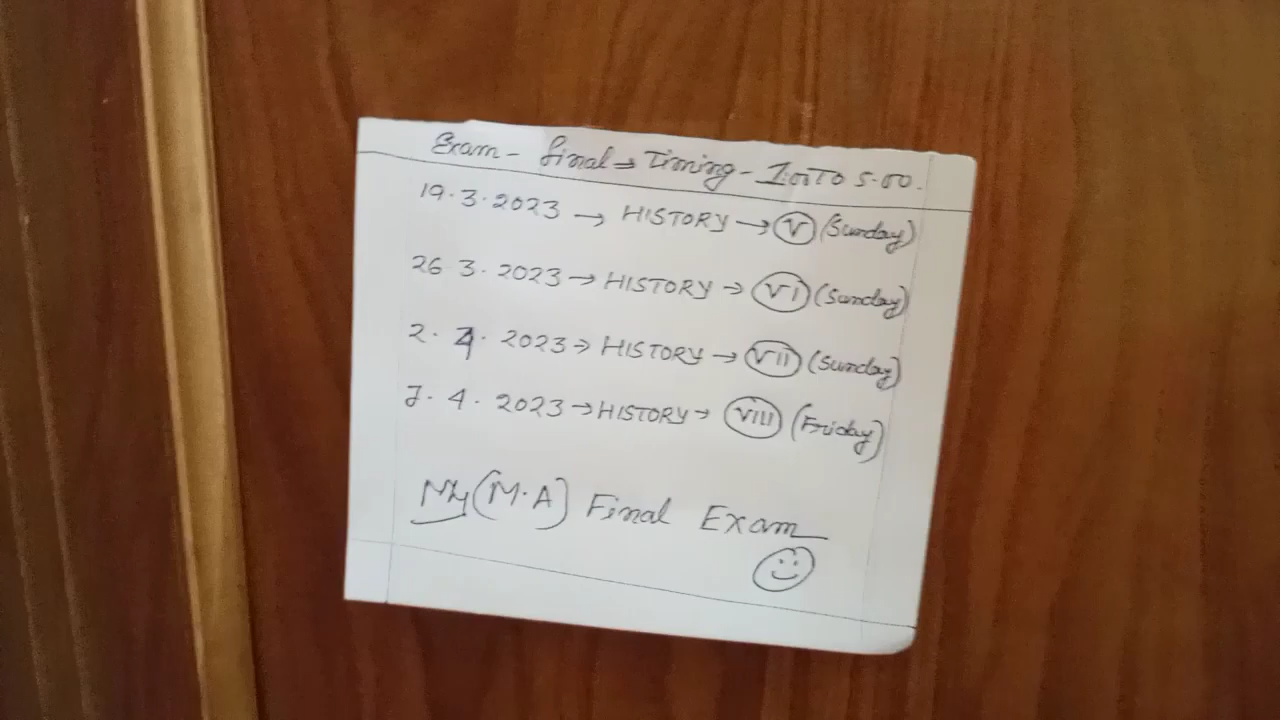 Exam - final → Timing - 1.00 TO 5.00.
19.3.2023 → HISTORY → V (Sunday)
26 3. 2023 → HISTORY → VI (Sunday)
2. 4. 2023 → HISTORY → VII (Sunday)
7. 4. 2023 → HISTORY → VIII (Friday)
My (M.A) Final Exam